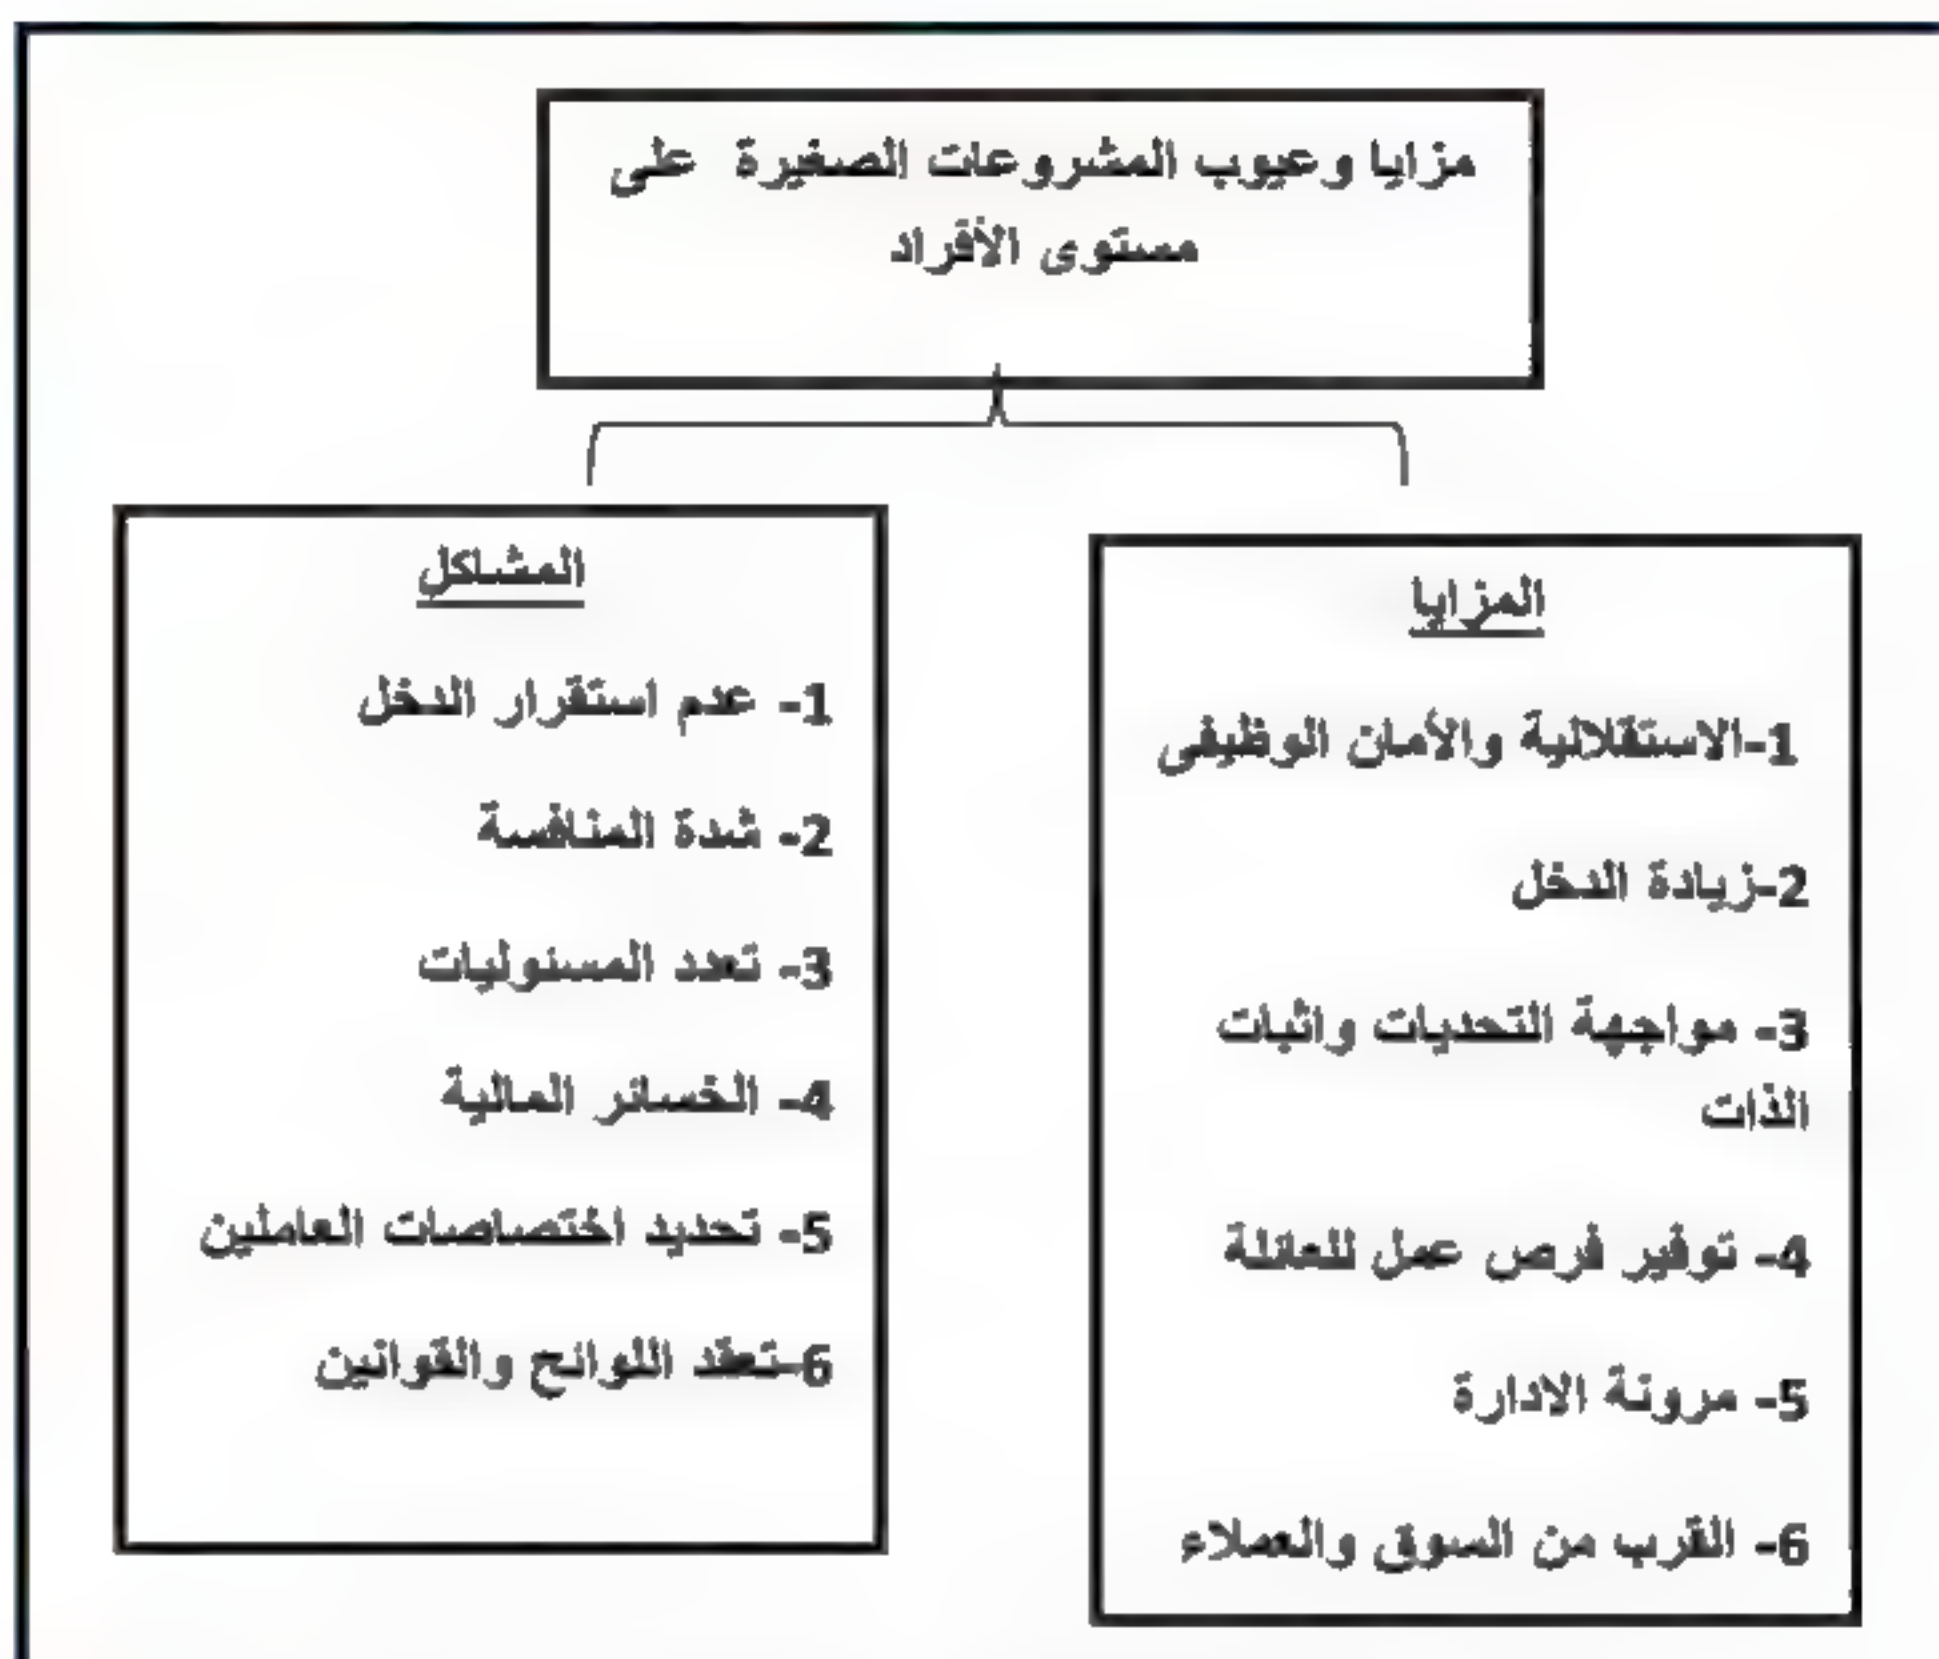 مزايا وعيوب المشروعات الصغيرة على
مستوى الأفراد
المزايا
1-الاستقلالية والأمان الوظيفى
2-زيادة الدخل
3- مواجهة التحديات واثبات
الذات
4- توفير فرص عمل للعائلة
5- مرونة الادارة
6- القرب من السوق والعملاء
المشاكل
1- عدم استقرار الدخل
2- شدة المنافسة
3- تعدد المسئوليات
4- الخسائر المالية
5- تحديد اختصاصات العاملين
6-تعقد اللوائح والقوانين